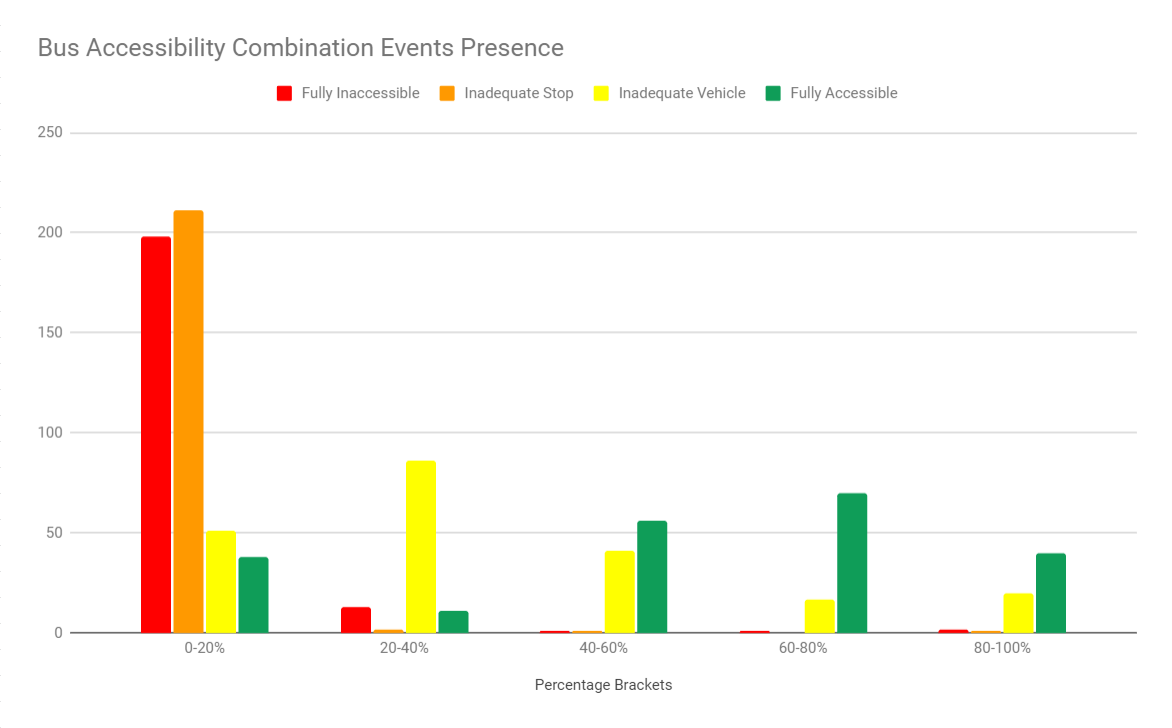 Bus Accessibility Combination Events Presence
Fully Inaccessible Inadequate Stop Inadequate Vehicle Fully Accessible
250
200
150
100
50
0
0-20% 20-40% 40-60% 60-80% 80-100%
Percentage Brackets